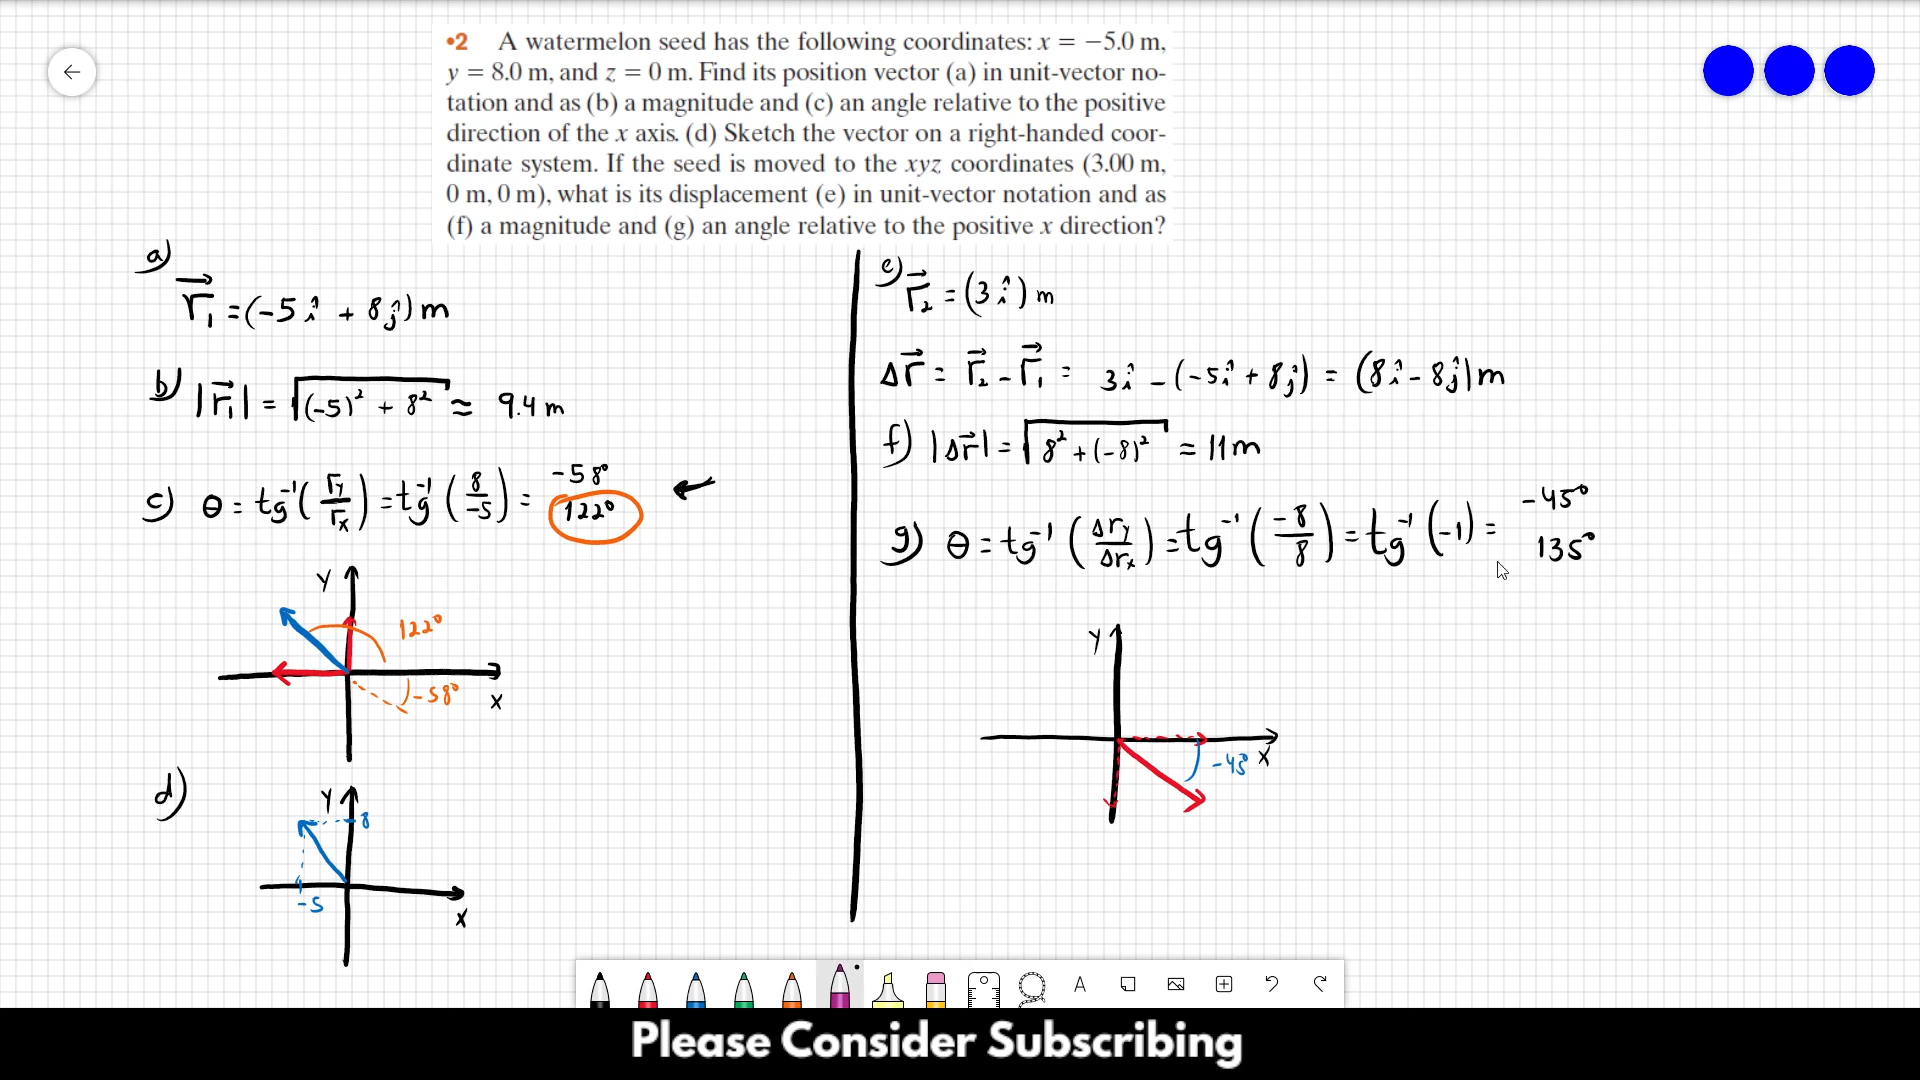 •2 A watermelon seed has the following coordinates: x = −5.0 m,
y = 8.0 m, and z = 0 m. Find its position vector (a) in unit-vector no-
tation and as (b) a magnitude and (c) an angle relative to the positive
direction of the x axis. (d) Sketch the vector on a right-handed coor-
dinate system. If the seed is moved to the xyz coordinates (3.00 m,
0 m, 0 m), what is its displacement (e) in unit-vector notation and as
(f) a magnitude and (g) an angle relative to the positive x direction?
a)
r⃗₁ = (-5 î + 8ĵ) m
b) |r⃗₁| = √((-5)² + 8²) ≈ 9.4 m
c) θ = tg⁻¹(ry/rx) = tg⁻¹(8/-5) = -58° 122°
Y
122°
-58°
X
d)
Y
8
-5
X
e) r⃗₂ = (3 î) m
Δr⃗ = r⃗₂ - r⃗₁ = 3î - (-5î + 8ĵ) = (8î - 8ĵ) m
f) |Δr⃗| = √(8² + (-8)²) = 11 m
g) θ = tg⁻¹(Δry/Δrx) = tg⁻¹(-8/8) = tg⁻¹(-1) = -45° 135°
Y
-45°
X
A
Please Consider Subscribing